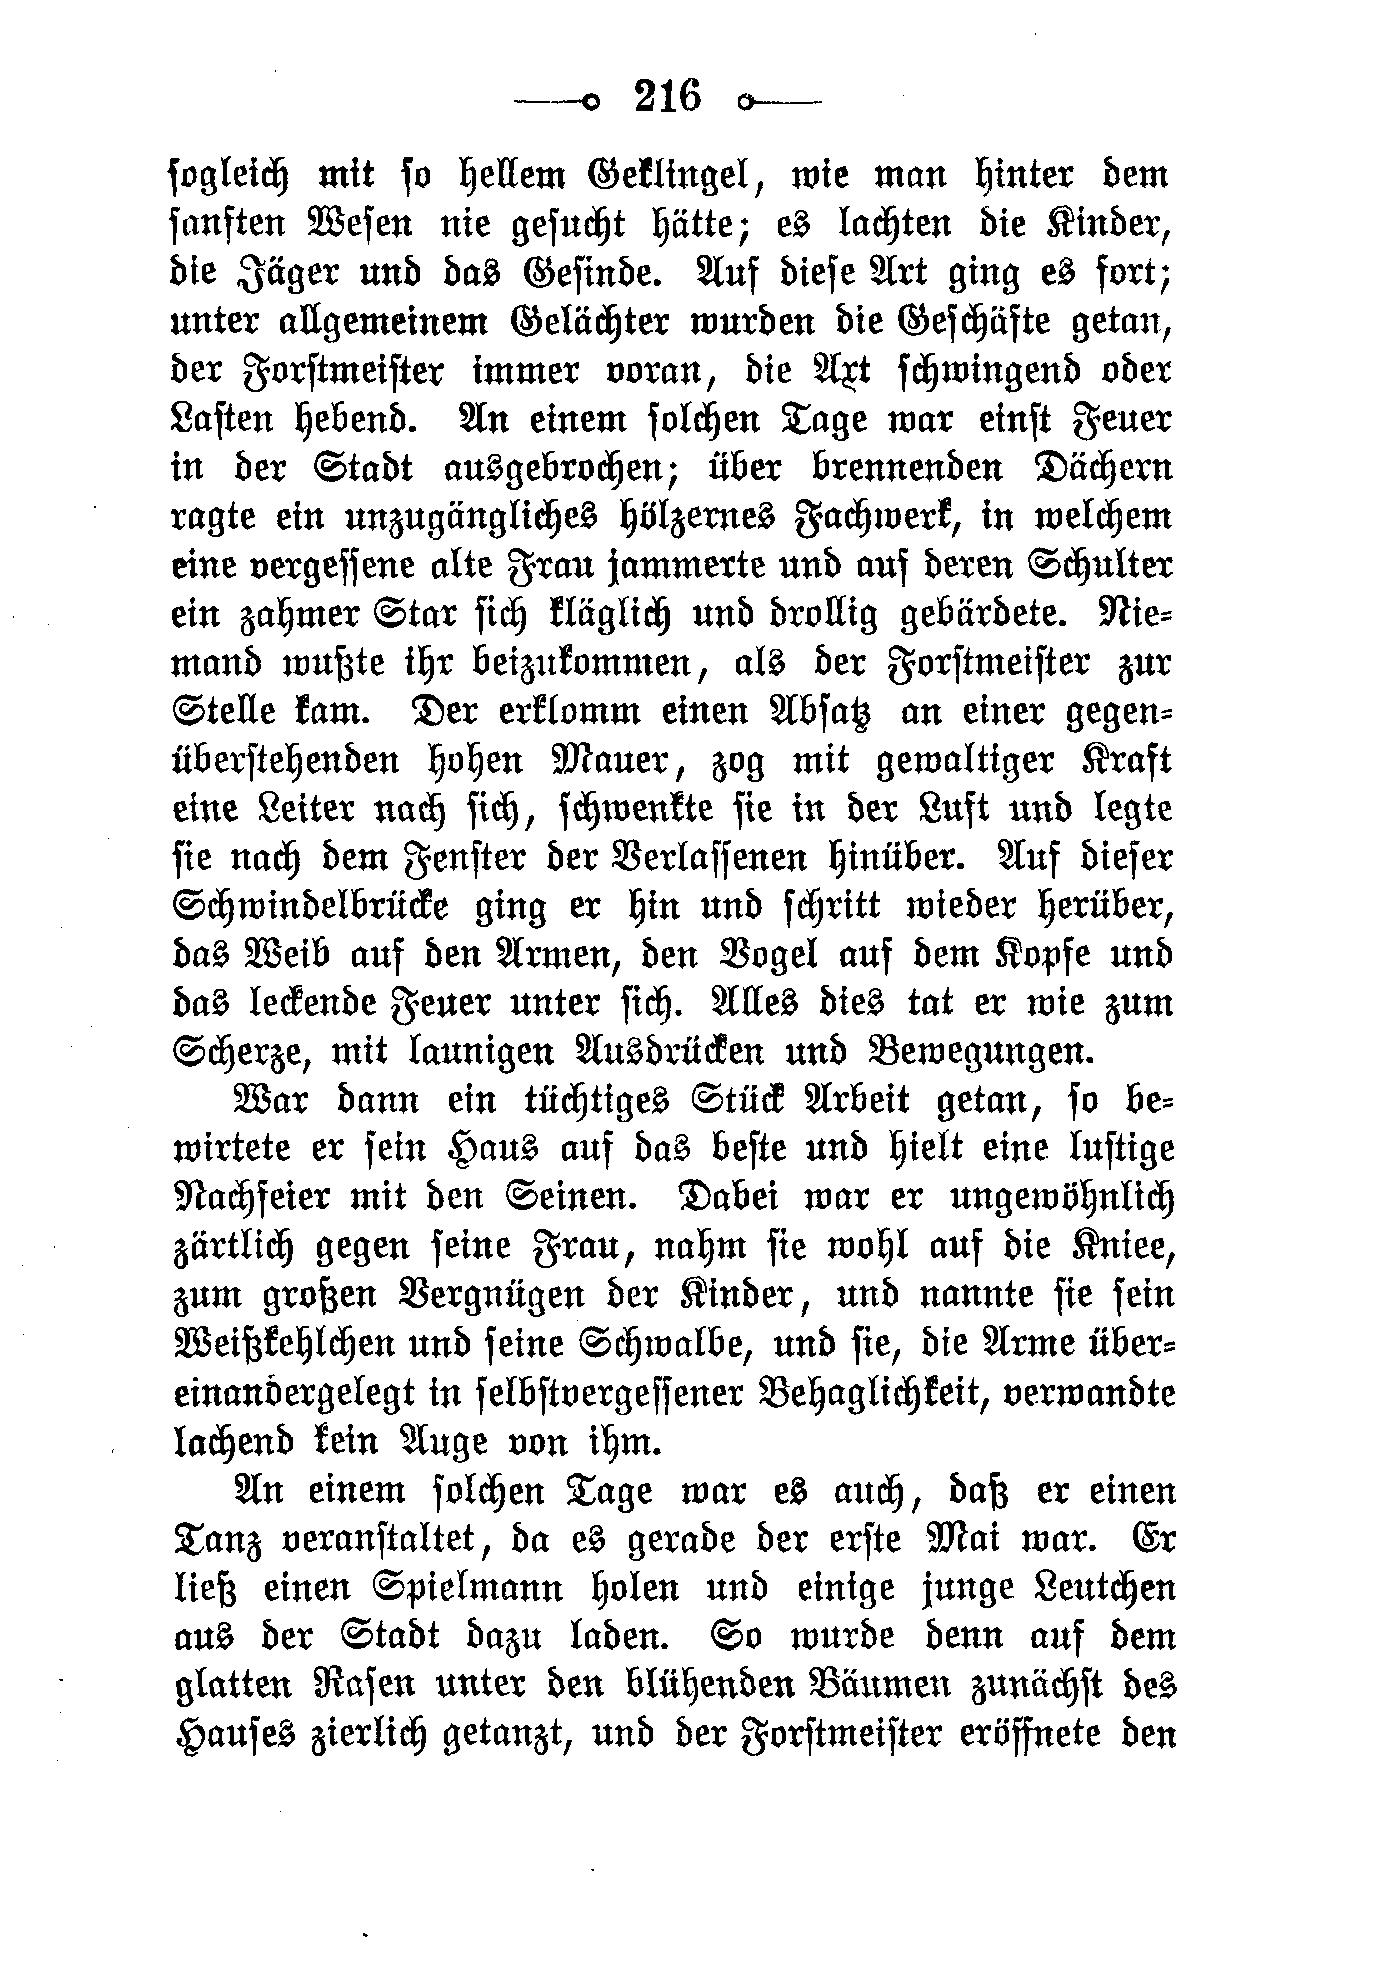 216
sogleich mit so hellem Geklingel, wie man hinter dem
sanften Wesen nie gesucht hätte; es lachten die Kinder,
die Jäger und das Gesinde. Auf diese Art ging es fort;
unter allgemeinem Gelächter wurden die Geschäfte getan,
der Forstmeister immer voran, die Axt schwingend oder
Lasten hebend. An einem solchen Tage war einst Feuer
in der Stadt ausgebrochen; über brennenden Dächern
ragte ein unzugängliches hölzernes Fachwerk, in welchem
eine vergessene alte Frau jammerte und auf deren Schulter
ein zahmer Star sich kläglich und drollig gebärdete. Nie=
mand wußte ihr beizukommen, als der Forstmeister zur
Stelle kam. Der erklomm einen Absatz an einer gegen=
überstehenden hohen Mauer, zog mit gewaltiger Kraft
eine Leiter nach sich, schwenkte sie in der Luft und legte
sie nach dem Fenster der Verlassenen hinüber. Auf dieser
Schwindelbrücke ging er hin und schritt wieder herüber,
das Weib auf den Armen, den Vogel auf dem Kopfe und
das leckende Feuer unter sich. Alles dies tat er wie zum
Scherze, mit launigen Ausdrücken und Bewegungen.
War dann ein tüchtiges Stück Arbeit getan, so be=
wirtete er sein Haus auf das beste und hielt eine lustige
Nachfeier mit den Seinen. Dabei war er ungewöhnlich
zärtlich gegen seine Frau, nahm sie wohl auf die Kniee,
zum großen Vergnügen der Kinder, und nannte sie sein
Weißkehlchen und seine Schwalbe, und sie, die Arme über=
einandergelegt in selbstvergessener Behaglichkeit, verwandte
lachend kein Auge von ihm.
An einem solchen Tage war es auch, daß er einen
Tanz veranstaltet, da es gerade der erste Mai war. Er
ließ einen Spielmann holen und einige junge Leutchen
aus der Stadt dazu laden. So wurde denn auf dem
glatten Rasen unter den blühenden Bäumen zunächst des
Hauses zierlich getanzt, und der Forstmeister eröffnete den